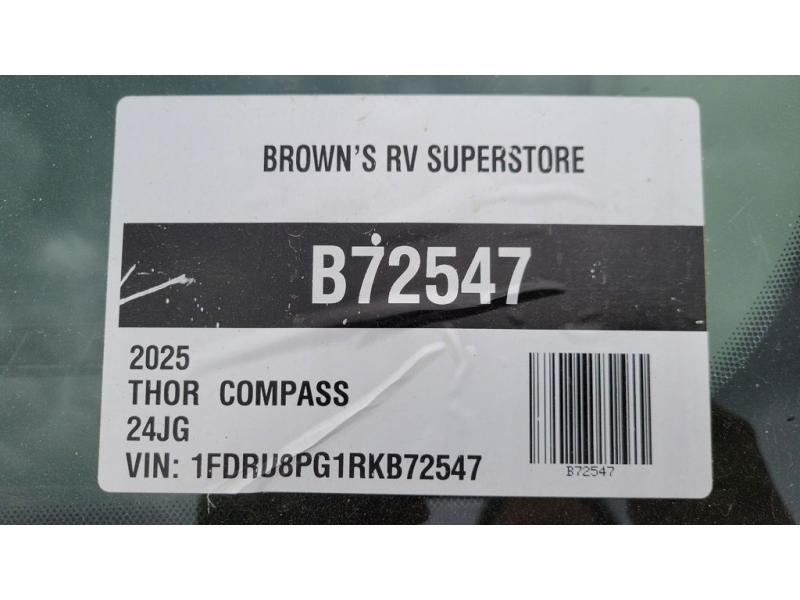 BROWN'S RV SUPERSTORE
B72547
2025
THOR COMPASS
24JG
VIN: 1FDRU8PG1RKB72547
B72547